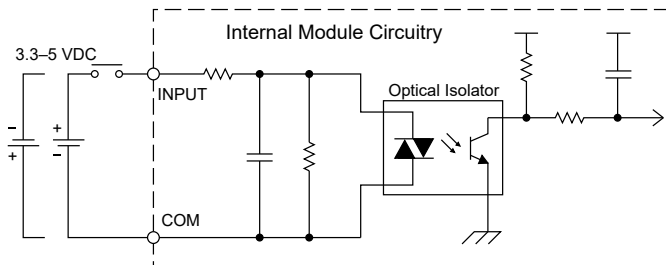 Internal Module Circuitry
3.3–5 VDC
INPUT
Optical Isolator
–
+
+
–
COM